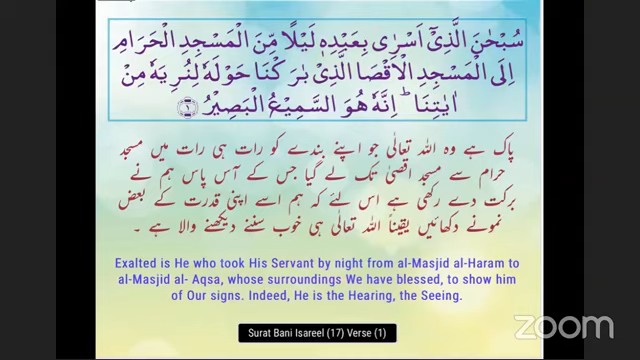 سُبْحٰنَ الَّذِیْۤ اَسْرٰی بِعَبْدِهٖ لَیْلًا مِّنَ الْمَسْجِدِ الْحَرَامِ
اِلَی الْمَسْجِدِ الْاَقْصَا الَّذِیْ بٰرَكْنَا حَوْلَهٗ لِنُرِیَهٗ مِنْ
اٰیٰتِنَا ؕ اِنَّهٗ هُوَ السَّمِیْعُ الْبَصِیْرُ ﴿۱﴾
پاک ہے وہ اللہ تعالٰی جو اپنے بندے کو رات ہی رات میں مسجد
حرام سے مسجد اقصیٰ تک لے گیا جس کے آس پاس ہم نے
برکت دے رکھی ہے اس لئے کہ ہم اسے اپنی قدرت کے بعض
نمونے دکھائیں یقیناً اللہ تعالٰی ہی خوب سننے دیکھنے والا ہے ۔
Exalted is He who took His Servant by night from al-Masjid al-Haram to
al-Masjid al- Aqsa, whose surroundings We have blessed, to show him
of Our signs. Indeed, He is the Hearing, the Seeing.
Surat Bani Isareel (17) Verse (1)
zoom